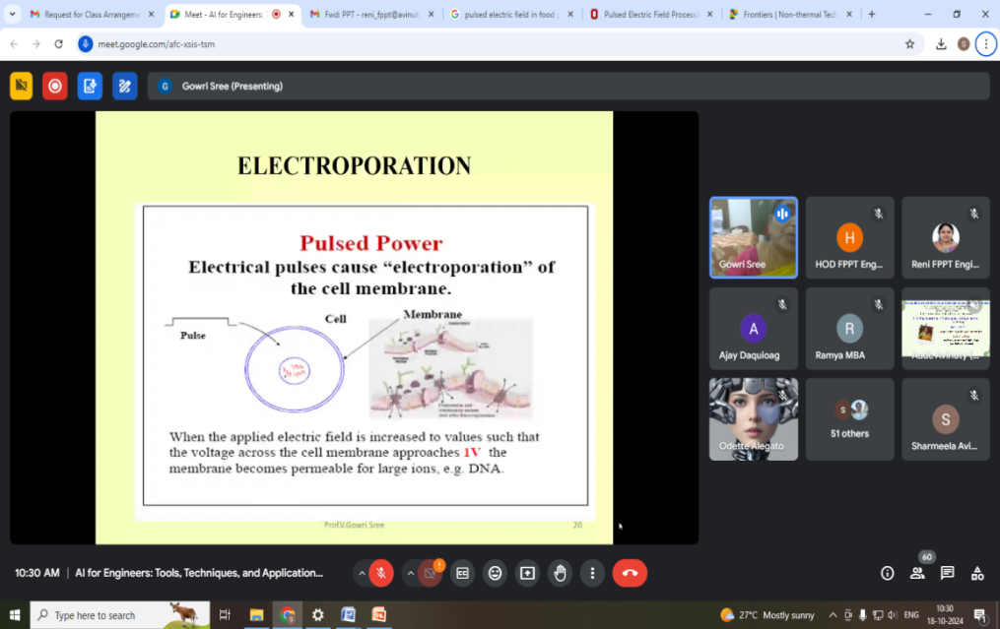 Request for Class Arrangeme
Meet - AI for Engineers:
Fwd: PPT - reni_fppt@avinut
pulsed electric field in food
Pulsed Electric Field Processi
Frontiers | Non-thermal Tech
meet.google.com/afc-xsis-tsm
S
G Gowri Sree (Presenting)
ELECTROPORATION
Pulsed Power
Electrical pulses cause “electroporation” of
the cell membrane.
Cell
Membrane
Pulse
When the applied electric field is increased to values such that
the voltage across the cell membrane approaches 1V the
membrane becomes permeable for large ions, e.g. DNA.
Prof.V.Gowri Sree
20
Gowri Sree
H
HOD FPPT Eng...
Reni FPPT Engi...
A
Ajay Daquioag
R
Ramya MBA
Odette Alegato
S
51 others
S
Sharmeela Avi...
10:30 AM | AI for Engineers: Tools, Techniques, and Application...
60
Type here to search
27°C Mostly sunny
ENG
10:30
18-10-2024
1